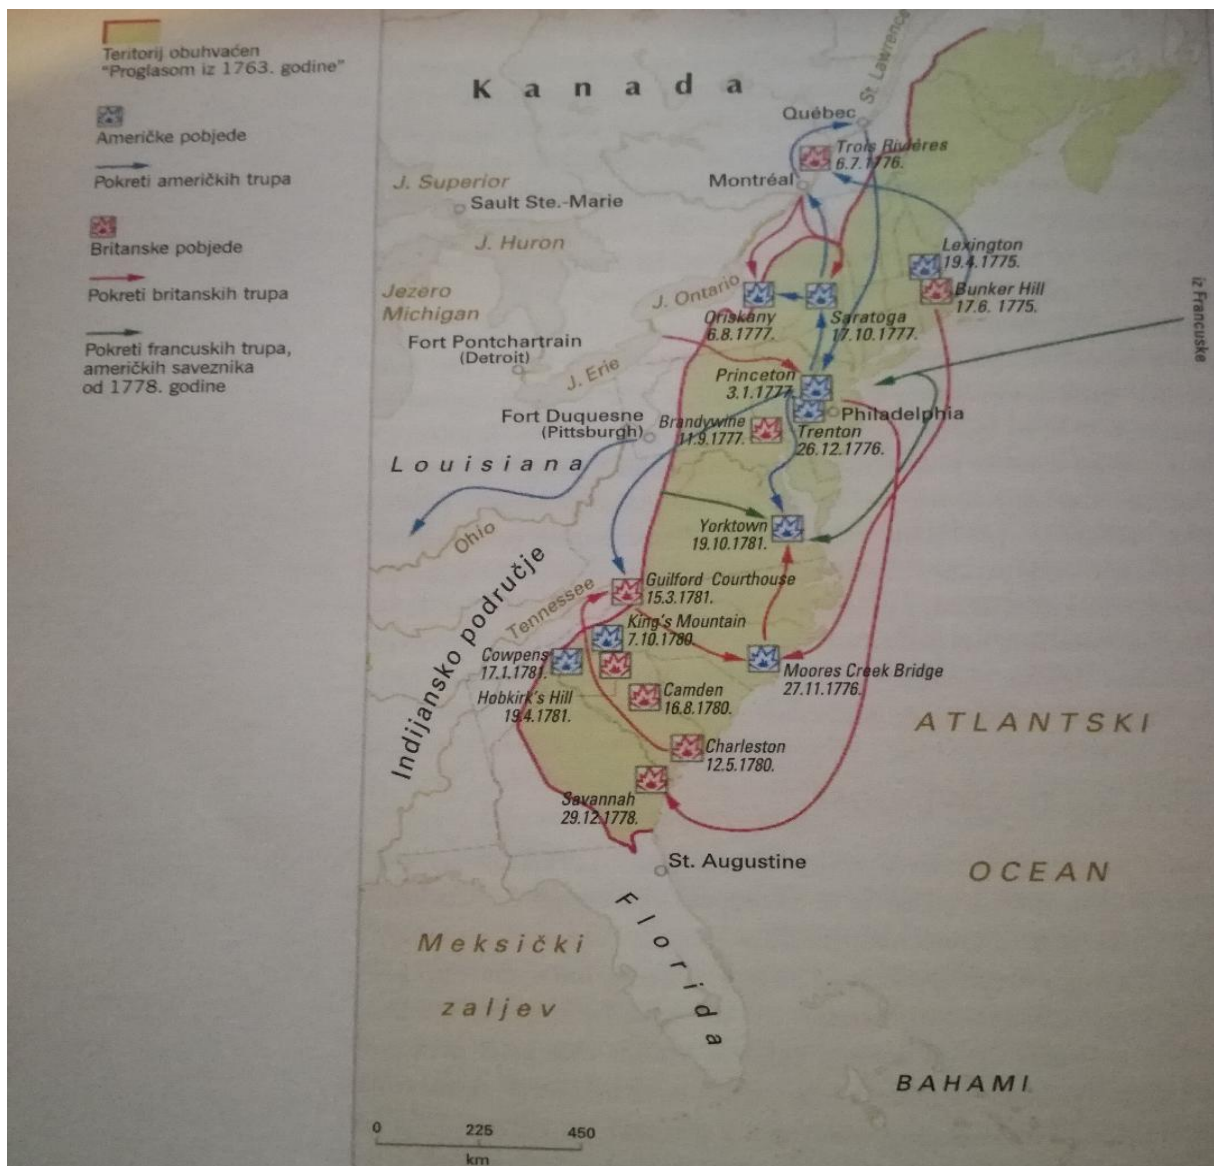 Teritorij obuhvaćen
“Proglasom iz 1763. godine”
Američke pobjede
Pokreti američkih trupa
Britanske pobjede
Pokreti britanskih trupa
Pokreti francuskih trupa,
američkih saveznika
od 1778. godine
Kanada
St. Lawrence
Québec
Trois Rivières
6.7.1776.
Montréal
J. Superior
Sault Ste.-Marie
J. Huron
Lexington
19.4.1775.
Bunker Hill
17.6. 1775.
iz Francuske
Jezero
Michigan
J. Ontario
Oriskany
6.8.1777.
Saratoga
17.10.1777.
Fort Pontchartrain
(Detroit)
J. Erie
Princeton
3.1.1777.
Philadelphia
Fort Duquesne
(Pittsburgh)
Brandywine
11.9.1777.
Trenton
26.12.1776.
Louisiana
Ohio
Yorktown
19.10.1781.
Indijansko područje
Tennessee
Guilford Courthouse
15.3.1781.
King's Mountain
7.10.1780.
Cowpens
17.1.1781.
Moores Creek Bridge
27.11.1776.
Hobkirk's Hill
19.4.1781.
Camden
16.8.1780.
ATLANTSKI
Charleston
12.5.1780.
Savannah
29.12.1778.
St. Augustine
OCEAN
Florida
Meksički
zaljev
BAHAMI
0 225 450
km